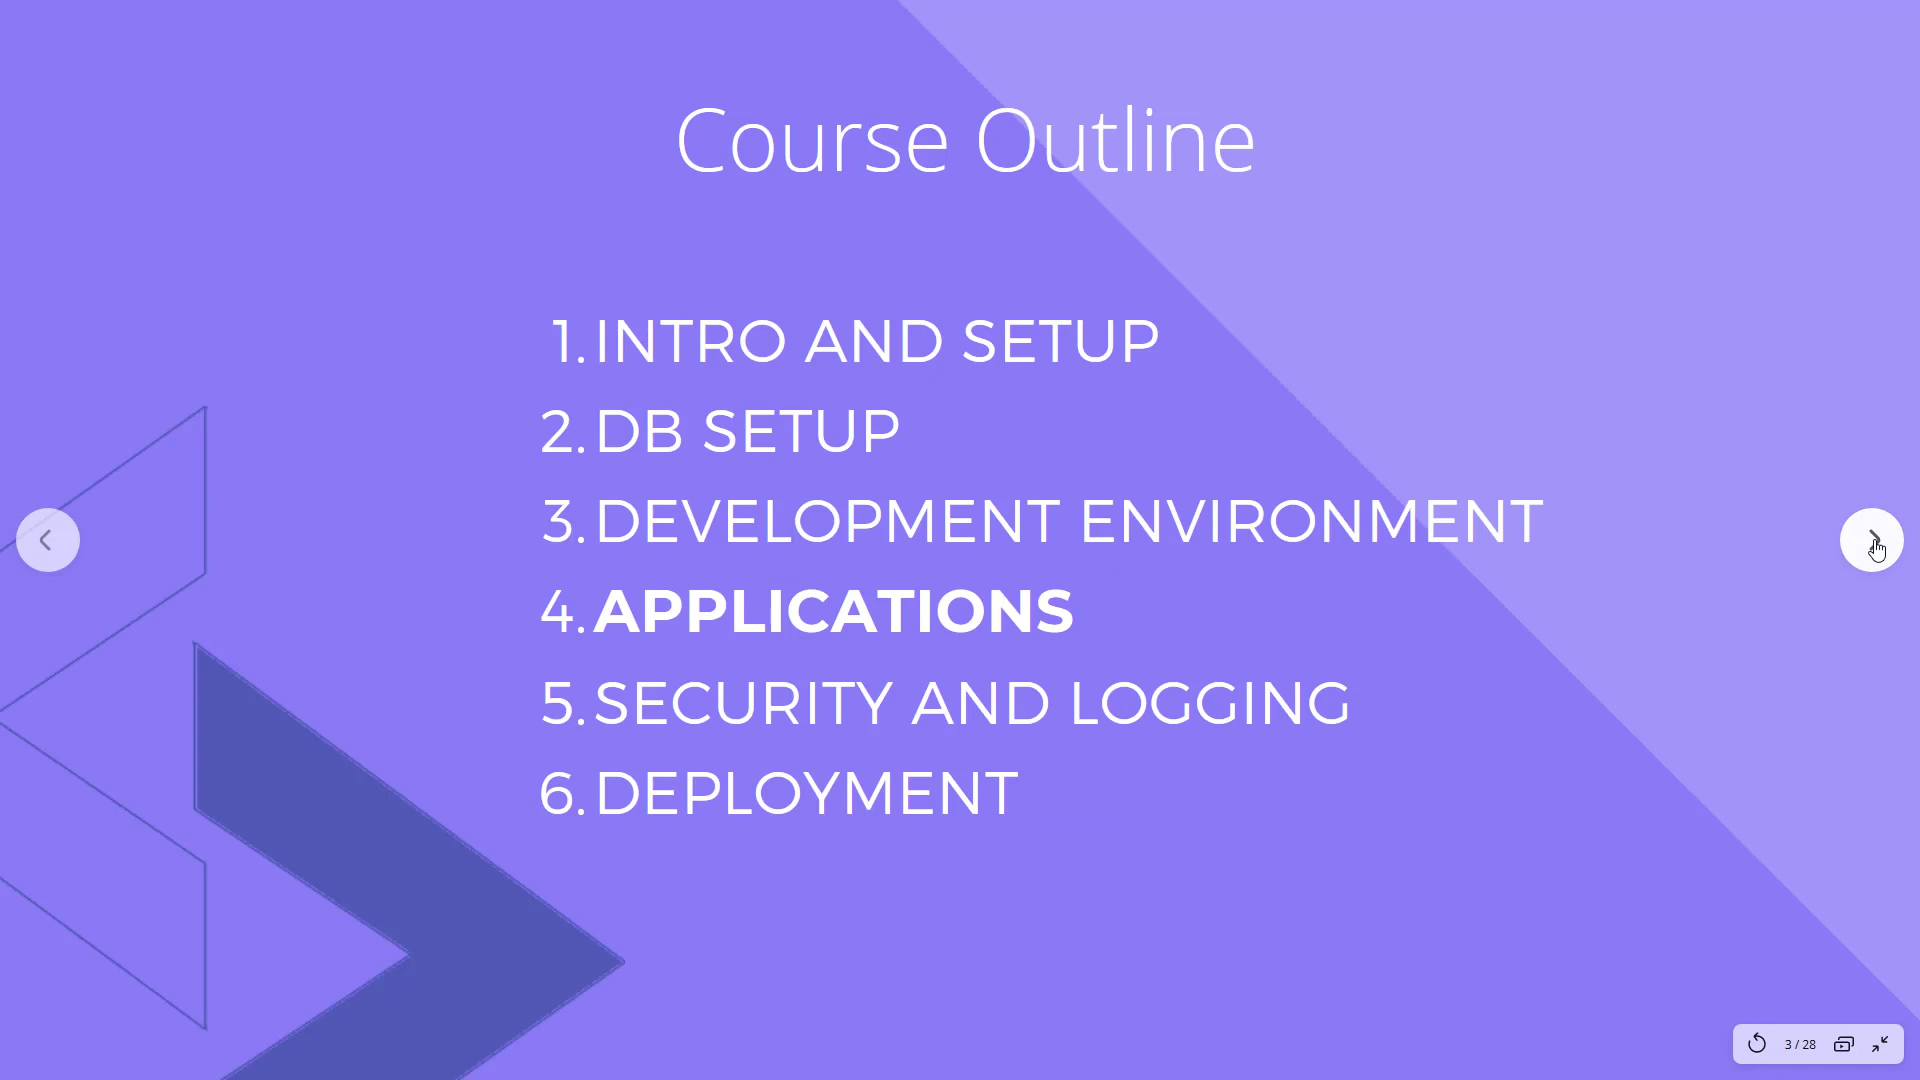 Course Outline
1. INTRO AND SETUP
2. DB SETUP
3. DEVELOPMENT ENVIRONMENT
4. APPLICATIONS
5. SECURITY AND LOGGING
6. DEPLOYMENT
3 / 28